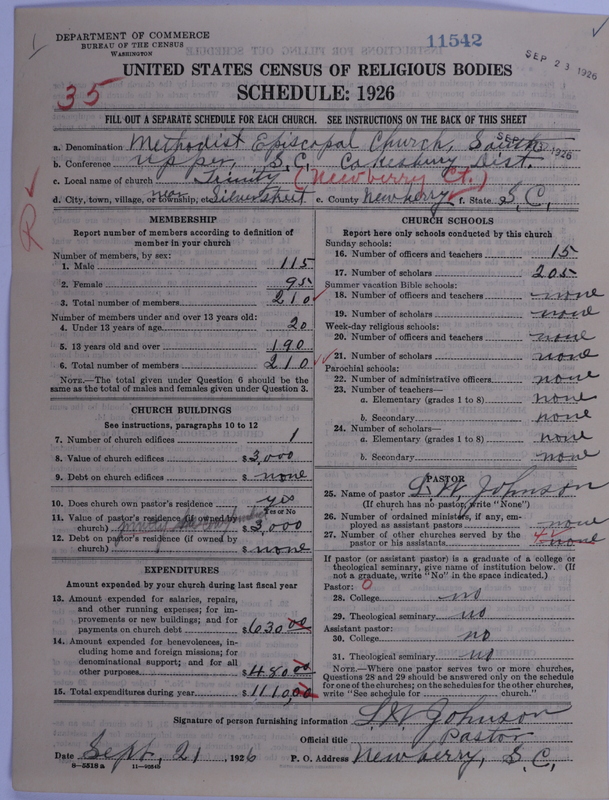 DEPARTMENT OF COMMERCE
BUREAU OF THE CENSUS
WASHINGTON
11542
SEP 23 1926
UNITED STATES CENSUS OF RELIGIOUS BODIES
35
SCHEDULE: 1926
FILL OUT A SEPARATE SCHEDULE FOR EACH CHURCH. SEE INSTRUCTIONS ON THE BACK OF THIS SHEET
a. Denomination Methodist Episcopal Church, South
b. Conference Upper, S.C. Cokesbury Dist.
c. Local name of church Trinity (Newberry Ct.)
d. City, town, village, or township, etc. near Silverstreet e. County Newberry f. State S.C.
R
MEMBERSHIP
Report number of members according to definition of
member in your church
Number of members, by sex:
1. Male 115
2. Female 95
3. Total number of members 210
Number of members under and over 13 years old:
4. Under 13 years of age 20
5. 13 years old and over 190
6. Total number of members 210
NOTE.—The total given under Question 6 should be the
same as the total of males and females given under Question 3.
CHURCH BUILDINGS
See instructions, paragraphs 10 to 12
7. Number of church edifices 1
8. Value of church edifices $3,000
9. Debt on church edifices $none
10. Does church own pastor's residence yes
Yes or No
11. Value of pastor's residence (if owned by
church) $3,000
12. Debt on pastor's residence (if owned by
church) $none
EXPENDITURES
Amount expended by your church during last fiscal year
13. Amount expended for salaries, repairs,
and other running expenses; for im-
provements or new buildings; and for
payments on church debt $630.00
14. Amount expended for benevolences, in-
cluding home and foreign missions; for
denominational support; and for all
other purposes $480.00
15. Total expenditures during year $1110.00
CHURCH SCHOOLS
Report here only schools conducted by this church
Sunday schools:
16. Number of officers and teachers 15
17. Number of scholars 205
Summer vacation Bible schools:
18. Number of officers and teachers none
19. Number of scholars none
Week-day religious schools:
20. Number of officers and teachers none
21. Number of scholars none
Parochial schools:
22. Number of administrative officers none
23. Number of teachers—
a. Elementary (grades 1 to 8) none
b. Secondary none
24. Number of scholars—
a. Elementary (grades 1 to 8) none
b. Secondary none
PASTOR
25. Name of pastor L. W. Johnson
(If church has no pastor, write "None")
26. Number of ordained ministers, if any, em-
ployed as assistant pastors none
27. Number of other churches served by the
pastor or his assistants none
If pastor (or assistant pastor) is a graduate of a college or
theological seminary, give name of institution below. (If
not a graduate, write "No" in the space indicated.)
Pastor: 0
28. College no
29. Theological seminary no
Assistant pastor:
30. College no
31. Theological seminary no
NOTE.—Where one pastor serves two or more churches,
Questions 28 and 29 should be answered only on the schedule
for one of the churches; on the schedules for the other churches,
write "See schedule for church."
Signature of person furnishing information L. W. Johnson
Official title Pastor
Date Sept. 21, 1926 P. O. Address Newberry, S.C.
8-5518 a